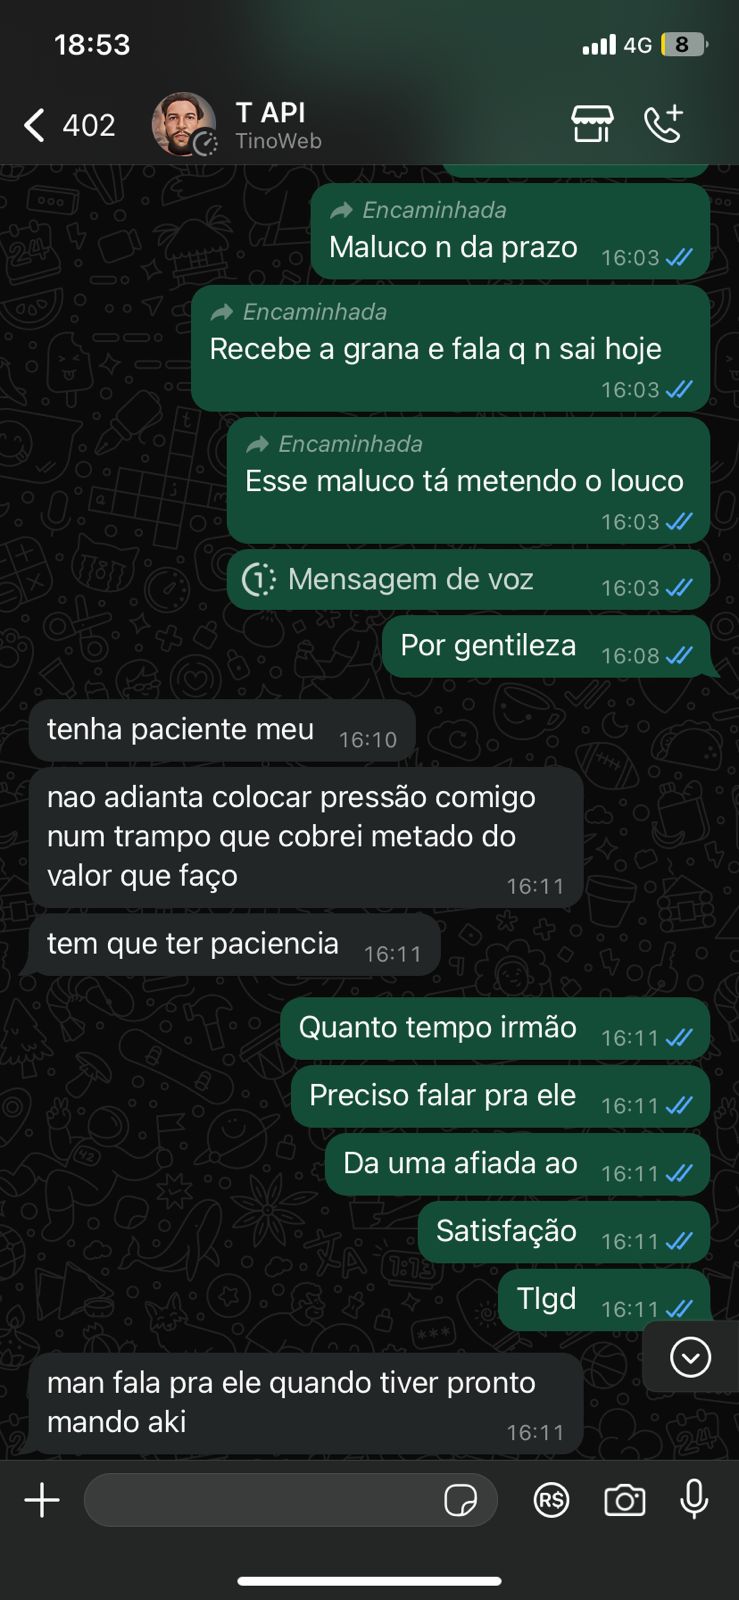 18:53
4G
8
402
T API
TinoWeb
Encaminhada
Maluco n da prazo 16:03
Encaminhada
Recebe a grana e fala q n sai hoje
16:03
Encaminhada
Esse maluco tá metendo o louco
16:03
1 Mensagem de voz 16:03
Por gentileza 16:08
tenha paciente meu 16:10
nao adianta colocar pressão comigo
num trampo que cobrei metado do
valor que faço 16:11
tem que ter paciencia 16:11
Quanto tempo irmão 16:11
Preciso falar pra ele 16:11
Da uma afiada ao 16:11
Satisfação 16:11
Tlgd 16:11
man fala pra ele quando tiver pronto
mando aki 16:11
R$